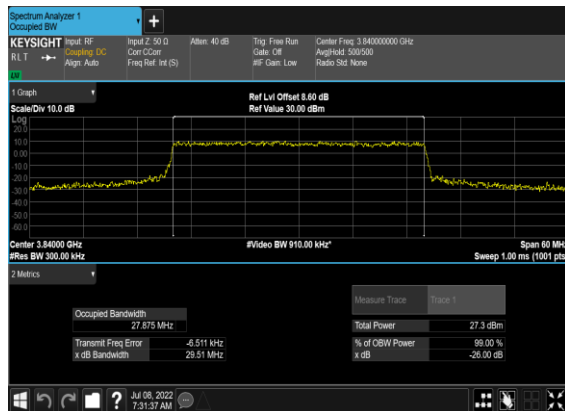 Spectrum Analyzer 1
Occupied BW
KEYSIGHT
Input: RF
Coupling: DC
Align: Auto
Input Z: 50 Ω
Corr CCorr
Freq Ref: Int (S)
Atten: 40 dB
Trig: Free Run
Gate: Off
#IF Gain: Low
Center Freq: 3.840000000 GHz
Avg|Hold: 500/500
Radio Std: None
R L T
1 Graph
Scale/Div 10.0 dB
Ref Lvl Offset 8.60 dB
Ref Value 30.00 dBm
Log
20.0
10.0
0.00
-10.0
-20.0
-30.0
-40.0
-50.0
-60.0
Center 3.84000 GHz
#Res BW 300.00 kHz
#Video BW 910.00 kHz*
Span 60 MHz
Sweep 1.00 ms (1001 pts
2 Metrics
Measure Trace
Trace 1
Occupied Bandwidth
27.875 MHz
Total Power
27.3 dBm
Transmit Freq Error
-6.511 kHz
% of OBW Power
99.00 %
x dB Bandwidth
29.51 MHz
x dB
-26.00 dB
?
Jul 08, 2022
7:31:37 AM